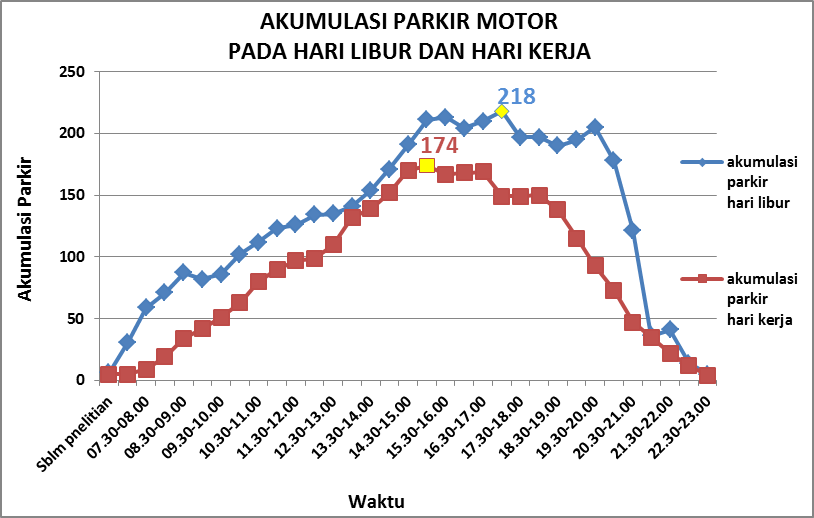 AKUMULASI PARKIR MOTOR
PADA HARI LIBUR DAN HARI KERJA
Akumulasi Parkir
250
200
150
100
50
0
218
174
akumulasi
parkir
hari libur
akumulasi
parkir
hari kerja
Sblm pnelitian
07.30-08.00
08.30-09.00
09.30-10.00
10.30-11.00
11.30-12.00
12.30-13.00
13.30-14.00
14.30-15.00
15.30-16.00
16.30-17.00
17.30-18.00
18.30-19.00
19.30-20.00
20.30-21.00
21.30-22.00
22.30-23.00
Waktu